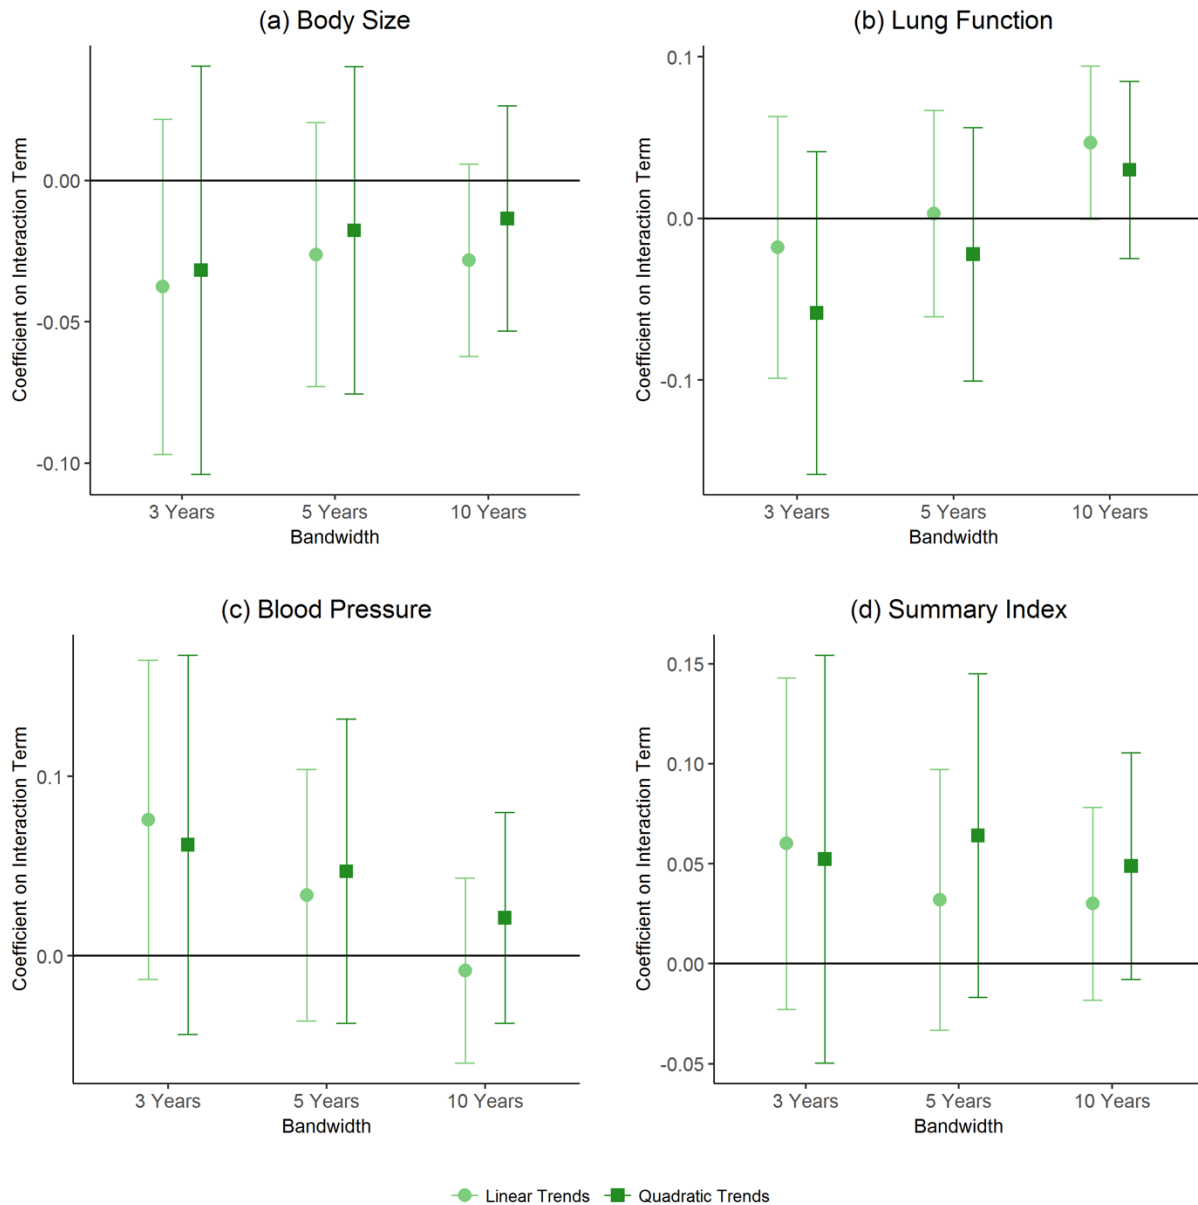 (a) Body Size
Coefficient on Interaction Term
0.00
-0.05
-0.10
3 Years 5 Years 10 Years
Bandwidth
(b) Lung Function
Coefficient on Interaction Term
0.1
0.0
-0.1
3 Years 5 Years 10 Years
Bandwidth
(c) Blood Pressure
Coefficient on Interaction Term
0.1
0.0
3 Years 5 Years 10 Years
Bandwidth
(d) Summary Index
Coefficient on Interaction Term
0.15
0.10
0.05
0.00
-0.05
3 Years 5 Years 10 Years
Bandwidth
Linear Trends Quadratic Trends